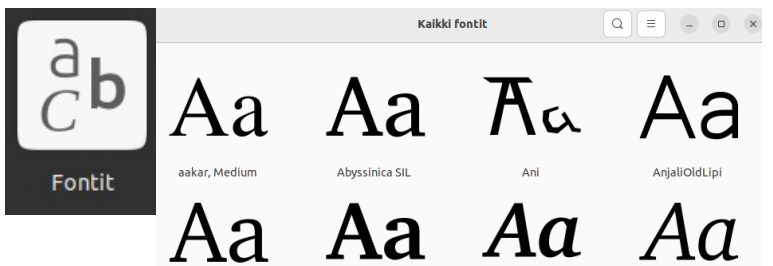 a b
c
Fontit
Kaikki fontit
Aa Aa Aa Aa
aakar, Medium Abyssinica SIL Ani AnjaliOldLipi
Aa Aa Aa Aa